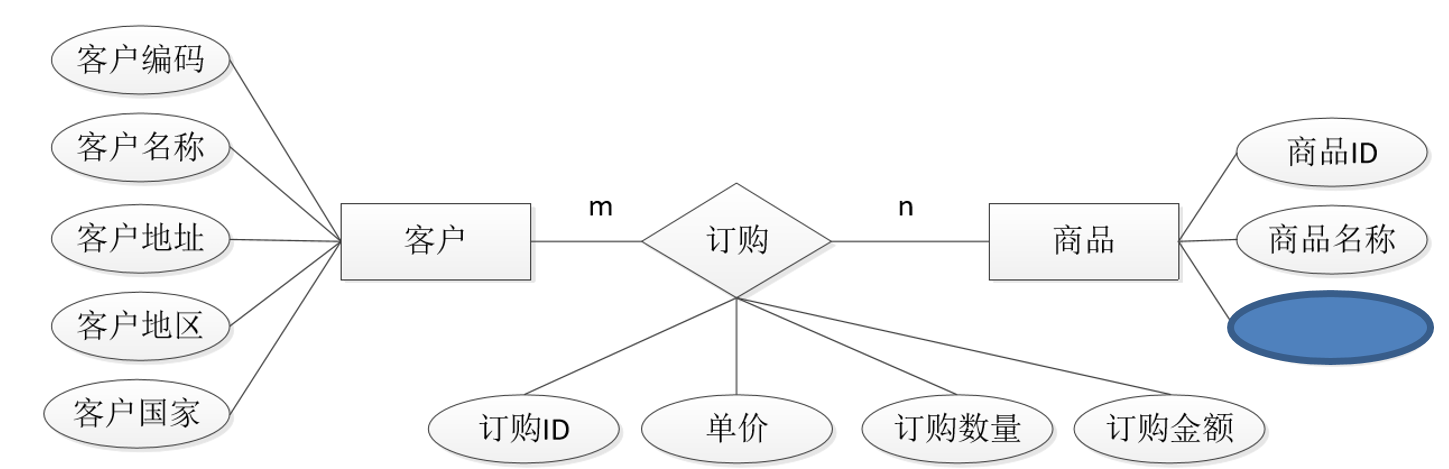 客户编码
客户名称
客户地址
客户地区
客户国家
客户
m
订购
n
商品
商品ID
商品名称
订购ID
单价
订购数量
订购金额